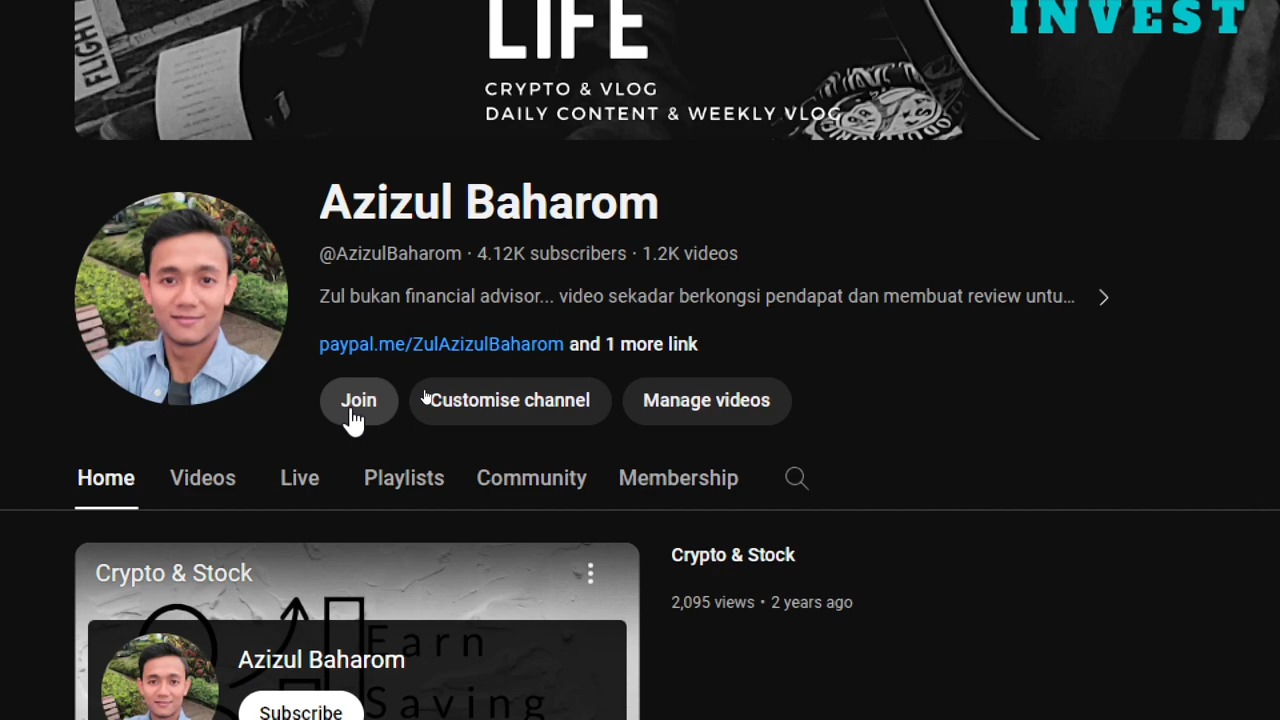 LIFE
INVEST
FLIGHT
CRYPTO & VLOG
DAILY CONTENT & WEEKLY VLOG
Azizul Baharom
@AzizulBaharom · 4.12K subscribers · 1.2K videos
Zul bukan financial advisor... video sekadar berkongsi pendapat dan membuat review untu...
paypal.me/ZulAzizulBaharom and 1 more link
Join
Customise channel
Manage videos
Home
Videos
Live
Playlists
Community
Membership
Crypto & Stock
Crypto & Stock
2,095 views • 2 years ago
Earn
Azizul Baharom
Saving
Subscribe